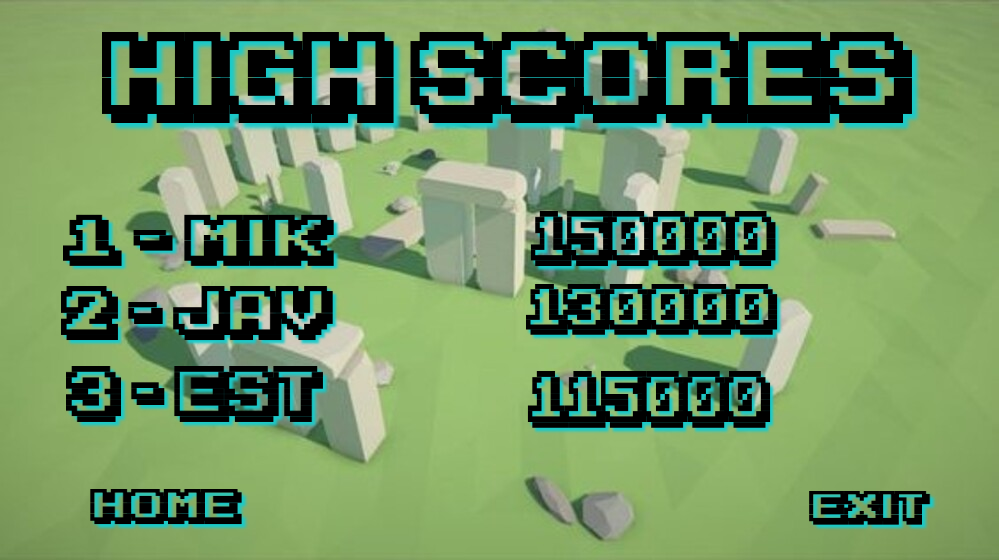 HIGH SCORES
1 - MIK 150000
2 - JAV 130000
3 - EST 115000
HOME EXIT